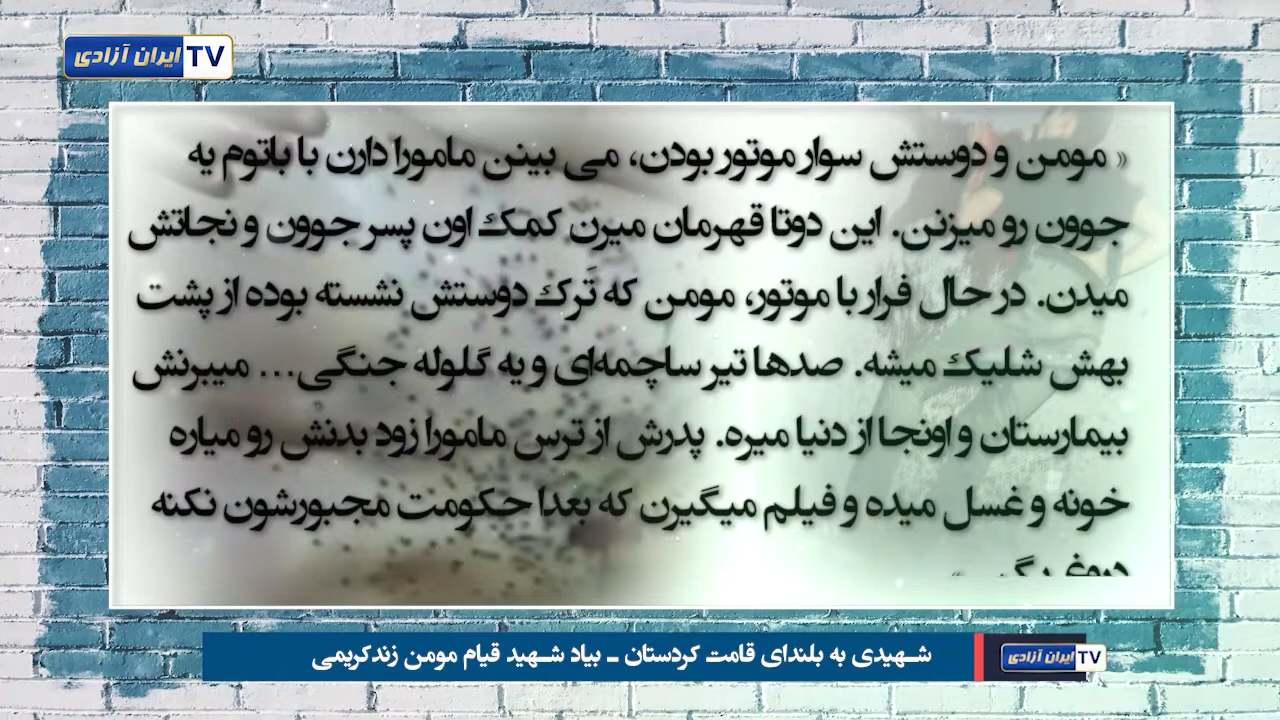 ایران آزادی TV
« مومن و دوستش سوار موتور بودن، می بینن مامورا دارن با باتوم یه
جوون رو میزنن. این دوتا قهرمان میرن کمک اون پسر جوون و نجاتش
میدن. در حال فرار با موتور، مومن که تَرک دوستش نشسته بوده از پشت
بهش شلیک میشه. صدها تیر ساچمه‌ای و یه گلوله جنگی... میبرنش
بیمارستان و اونجا از دنیا میره. پدرش از ترس مامورا زود بدنش رو میاره
خونه و غسل میده و فیلم میگیرن که بعدا حکومت مجبورشون نکنه
شهیدی به بلندای قامت کردستان - بیاد شهید قیام مومن زندکریمی
ایران آزادی TV